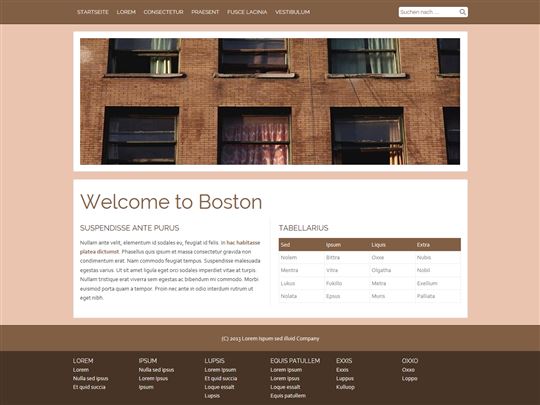 STARTSEITE LOREM CONSECTETUR PRAESENT FUSCE LACINIA VESTIBULUM
Suchen nach ...
Welcome to Boston
SUSPENDISSE ANTE PURUS
Nullam ante velit, elementum id sodales eu, feugiat id felis. In hac habitasse
platea dictumst. Phasellus quis ipsum et massa consectetur gravida non
condimentum erat. Nam commodo feugiat tempus. Suspendisse malesuada
egestas varius. Ut sit amet ligula eget orci sodales imperdiet vitae at turpis.
Nullam tristique erat viverra sem egestas ac bibendum mi commodo. Morbi
euismod porta quam a tempor. Proin nec ante in odio interdum rutrum ut
eget nibh.
TABELLARIUS
Sed Ipsum Liquis Extra
Nolem Bittra Oxxe Nubis
Mentra Vitra Olgatha Nobil
Lukos Fokillo Metra Exellium
Nolata Epsus Muris Palliata
(C) 2013 Lorem Ispum sed illuid Company
LOREM
Lorem
Nulla sed ipsus
Et quid succia
IPSUM
Nulla sed ipsus
Lorem Ipsus
Ipsum
LUPSIS
Lorem Ipsum
Et quid succia
Loque essalt
Lupsis
EQUIS PATULLEM
Lorem Ipsum
Lorem Ipsus
Loque essalt
Equis patullem
EXXIS
Exxis
Luppus
Kulluop
OXXO
Oxxo
Loppo